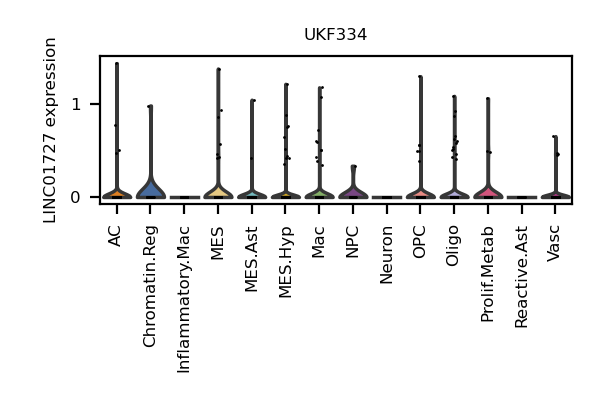 UKF334
LINC01727 expression
1
0
AC
Chromatin.Reg
Inflammatory.Mac
MES
MES.Ast
MES.Hyp
Mac
NPC
Neuron
OPC
Oligo
Prolif.Metab
Reactive.Ast
Vasc